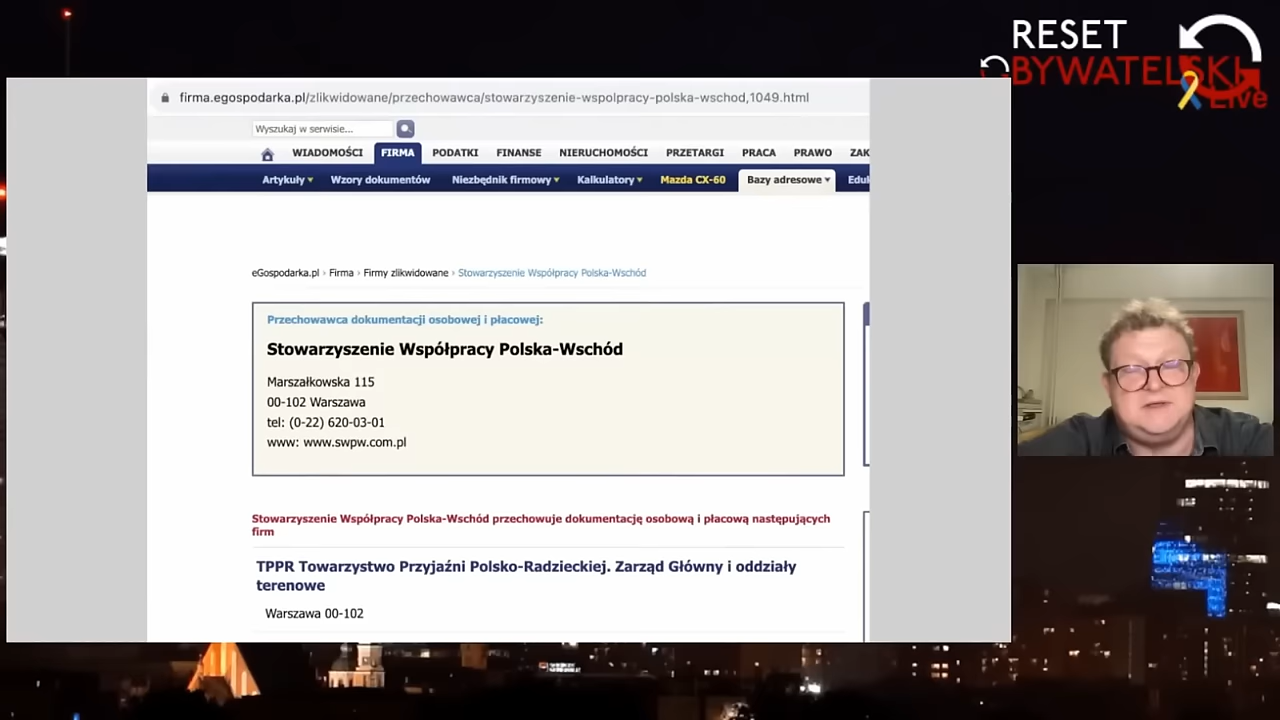 RESET
OBYWATELSKI
Live
firma.egospodarka.pl/zlikwidowane/przechowawca/stowarzyszenie-wspolpracy-polska-wschod,1049.html
Wyszukaj w serwisie...
WIADOMOŚCI FIRMA PODATKI FINANSE NIERUCHOMOŚCI PRZETARGI PRACA PRAWO ZAK
Artykuły Wzory dokumentów Niezbędnik firmowy Kalkulatory Mazda CX-60 Bazy adresowe Eduk
eGospodarka.pl › Firma › Firmy zlikwidowane › Stowarzyszenie Współpracy Polska-Wschód
Przechowawca dokumentacji osobowej i płacowej:
Stowarzyszenie Współpracy Polska-Wschód
Marszałkowska 115
00-102 Warszawa
tel: (0-22) 620-03-01
www: www.swpw.com.pl
Stowarzyszenie Współpracy Polska-Wschód przechowuje dokumentację osobową i płacową następujących
firm
TPPR Towarzystwo Przyjaźni Polsko-Radzieckiej. Zarząd Główny i oddziały
terenowe
Warszawa 00-102